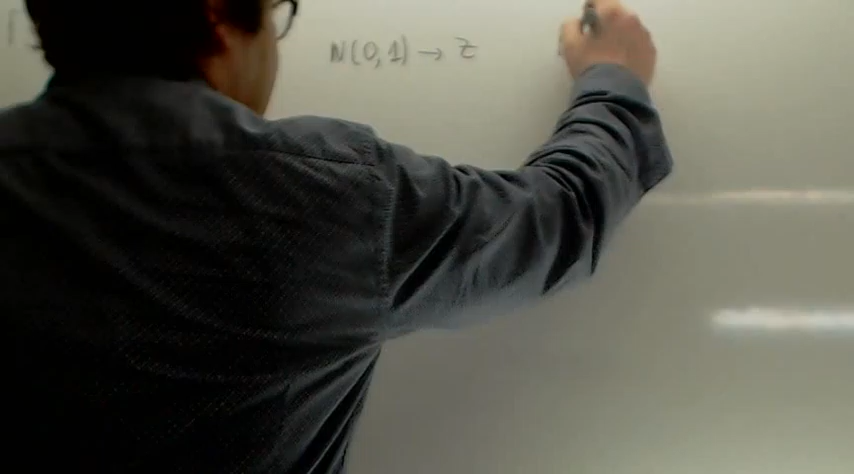 N(0,1) → Z